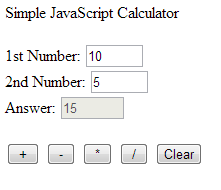 Simple JavaScript Calculator
1st Number: 10
2nd Number: 5
Answer: 15
+ - * / Clear